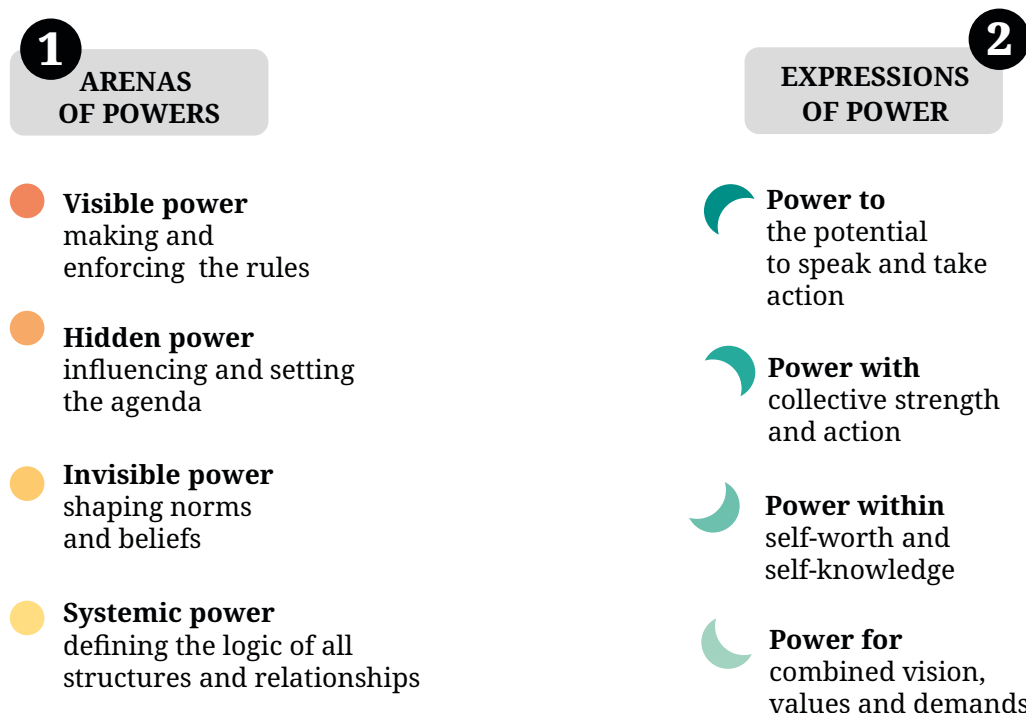 1
ARENAS
OF POWERS
Visible power
making and
enforcing the rules
Hidden power
influencing and setting
the agenda
Invisible power
shaping norms
and beliefs
Systemic power
defining the logic of all
structures and relationships
2
EXPRESSIONS
OF POWER
Power to
the potential
to speak and take
action
Power with
collective strength
and action
Power within
self-worth and
self-knowledge
Power for
combined vision,
values and demands